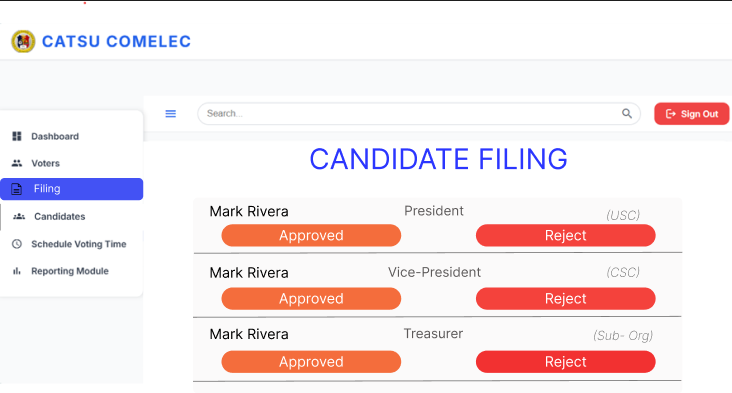 CATSU COMELEC
Search...
Sign Out
Dashboard
Voters
Filing
Candidates
Schedule Voting Time
Reporting Module
CANDIDATE FILING
Mark Rivera President (USC)
Approved Reject
Mark Rivera Vice-President (CSC)
Approved Reject
Mark Rivera Treasurer (Sub- Org)
Approved Reject